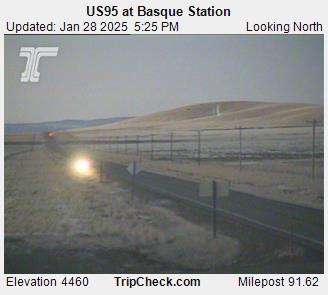 US95 at Basque Station
Updated: Jan 28 2025 5:25 PM Looking North
Elevation 4460 TripCheck.com Milepost 91.62